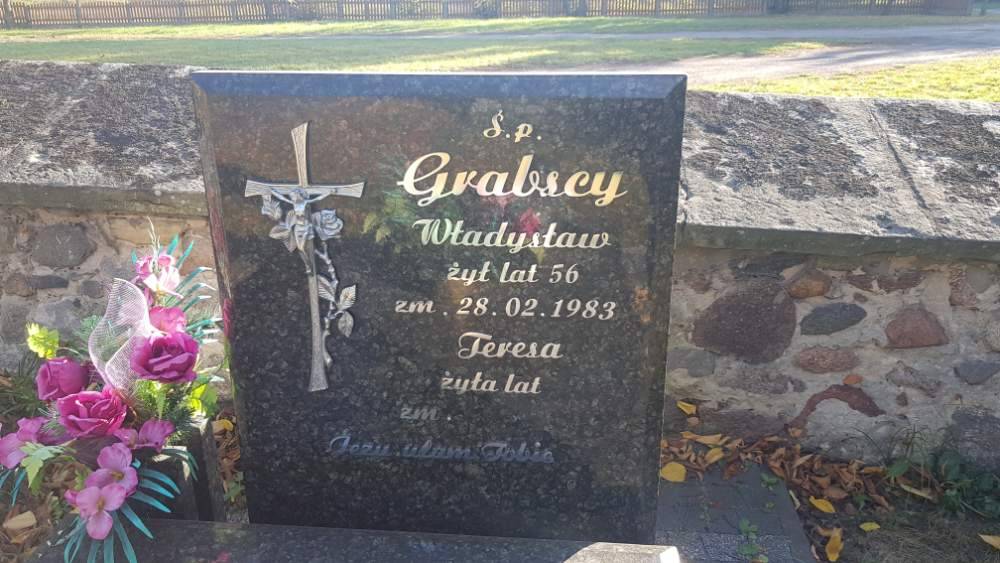 Ś.p.
Grabscy
Władysław
żył lat 56
zm. 28.02.1983
Teresa
żyła lat
zm.
Jezu ufam Tobie